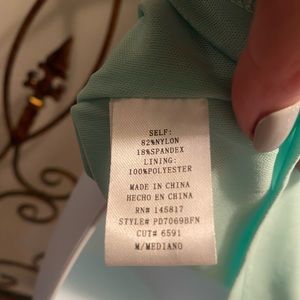 SELF:
82%NYLON
18%SPANDEX
LINING:
100%POLYESTER
MADE IN CHINA
HECHO EN CHINA
RN# 145817
STYLE# PD7069BFN
CUT# 6591
M/MEDIANO